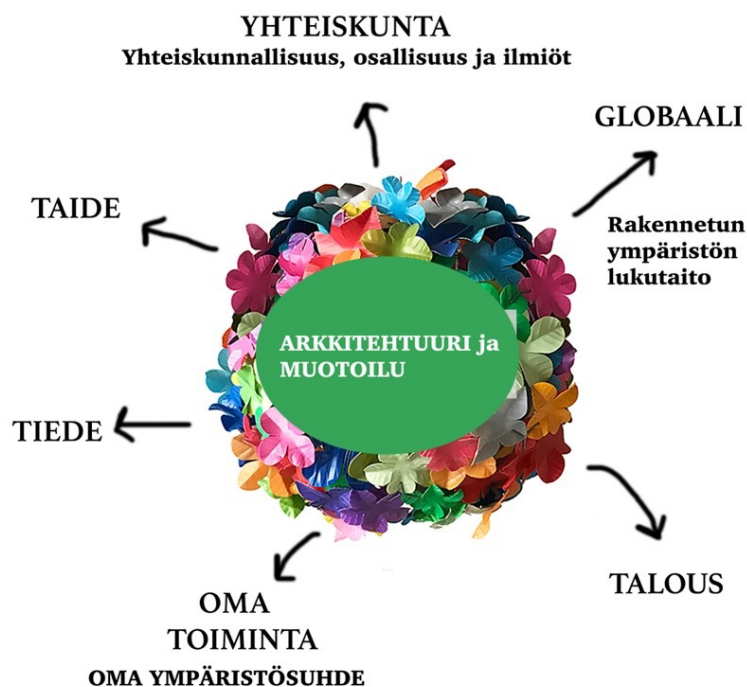 YHTEISKUNTA
Yhteiskunnallisuus, osallisuus ja ilmiöt
GLOBAALI
TAIDE
Rakennetun
ympäristön
lukutaito
ARKKITEHTUURI ja
MUOTOILU
TIEDE
TALOUS
OMA
TOIMINTA
OMA YMPÄRISTÖSUHDE